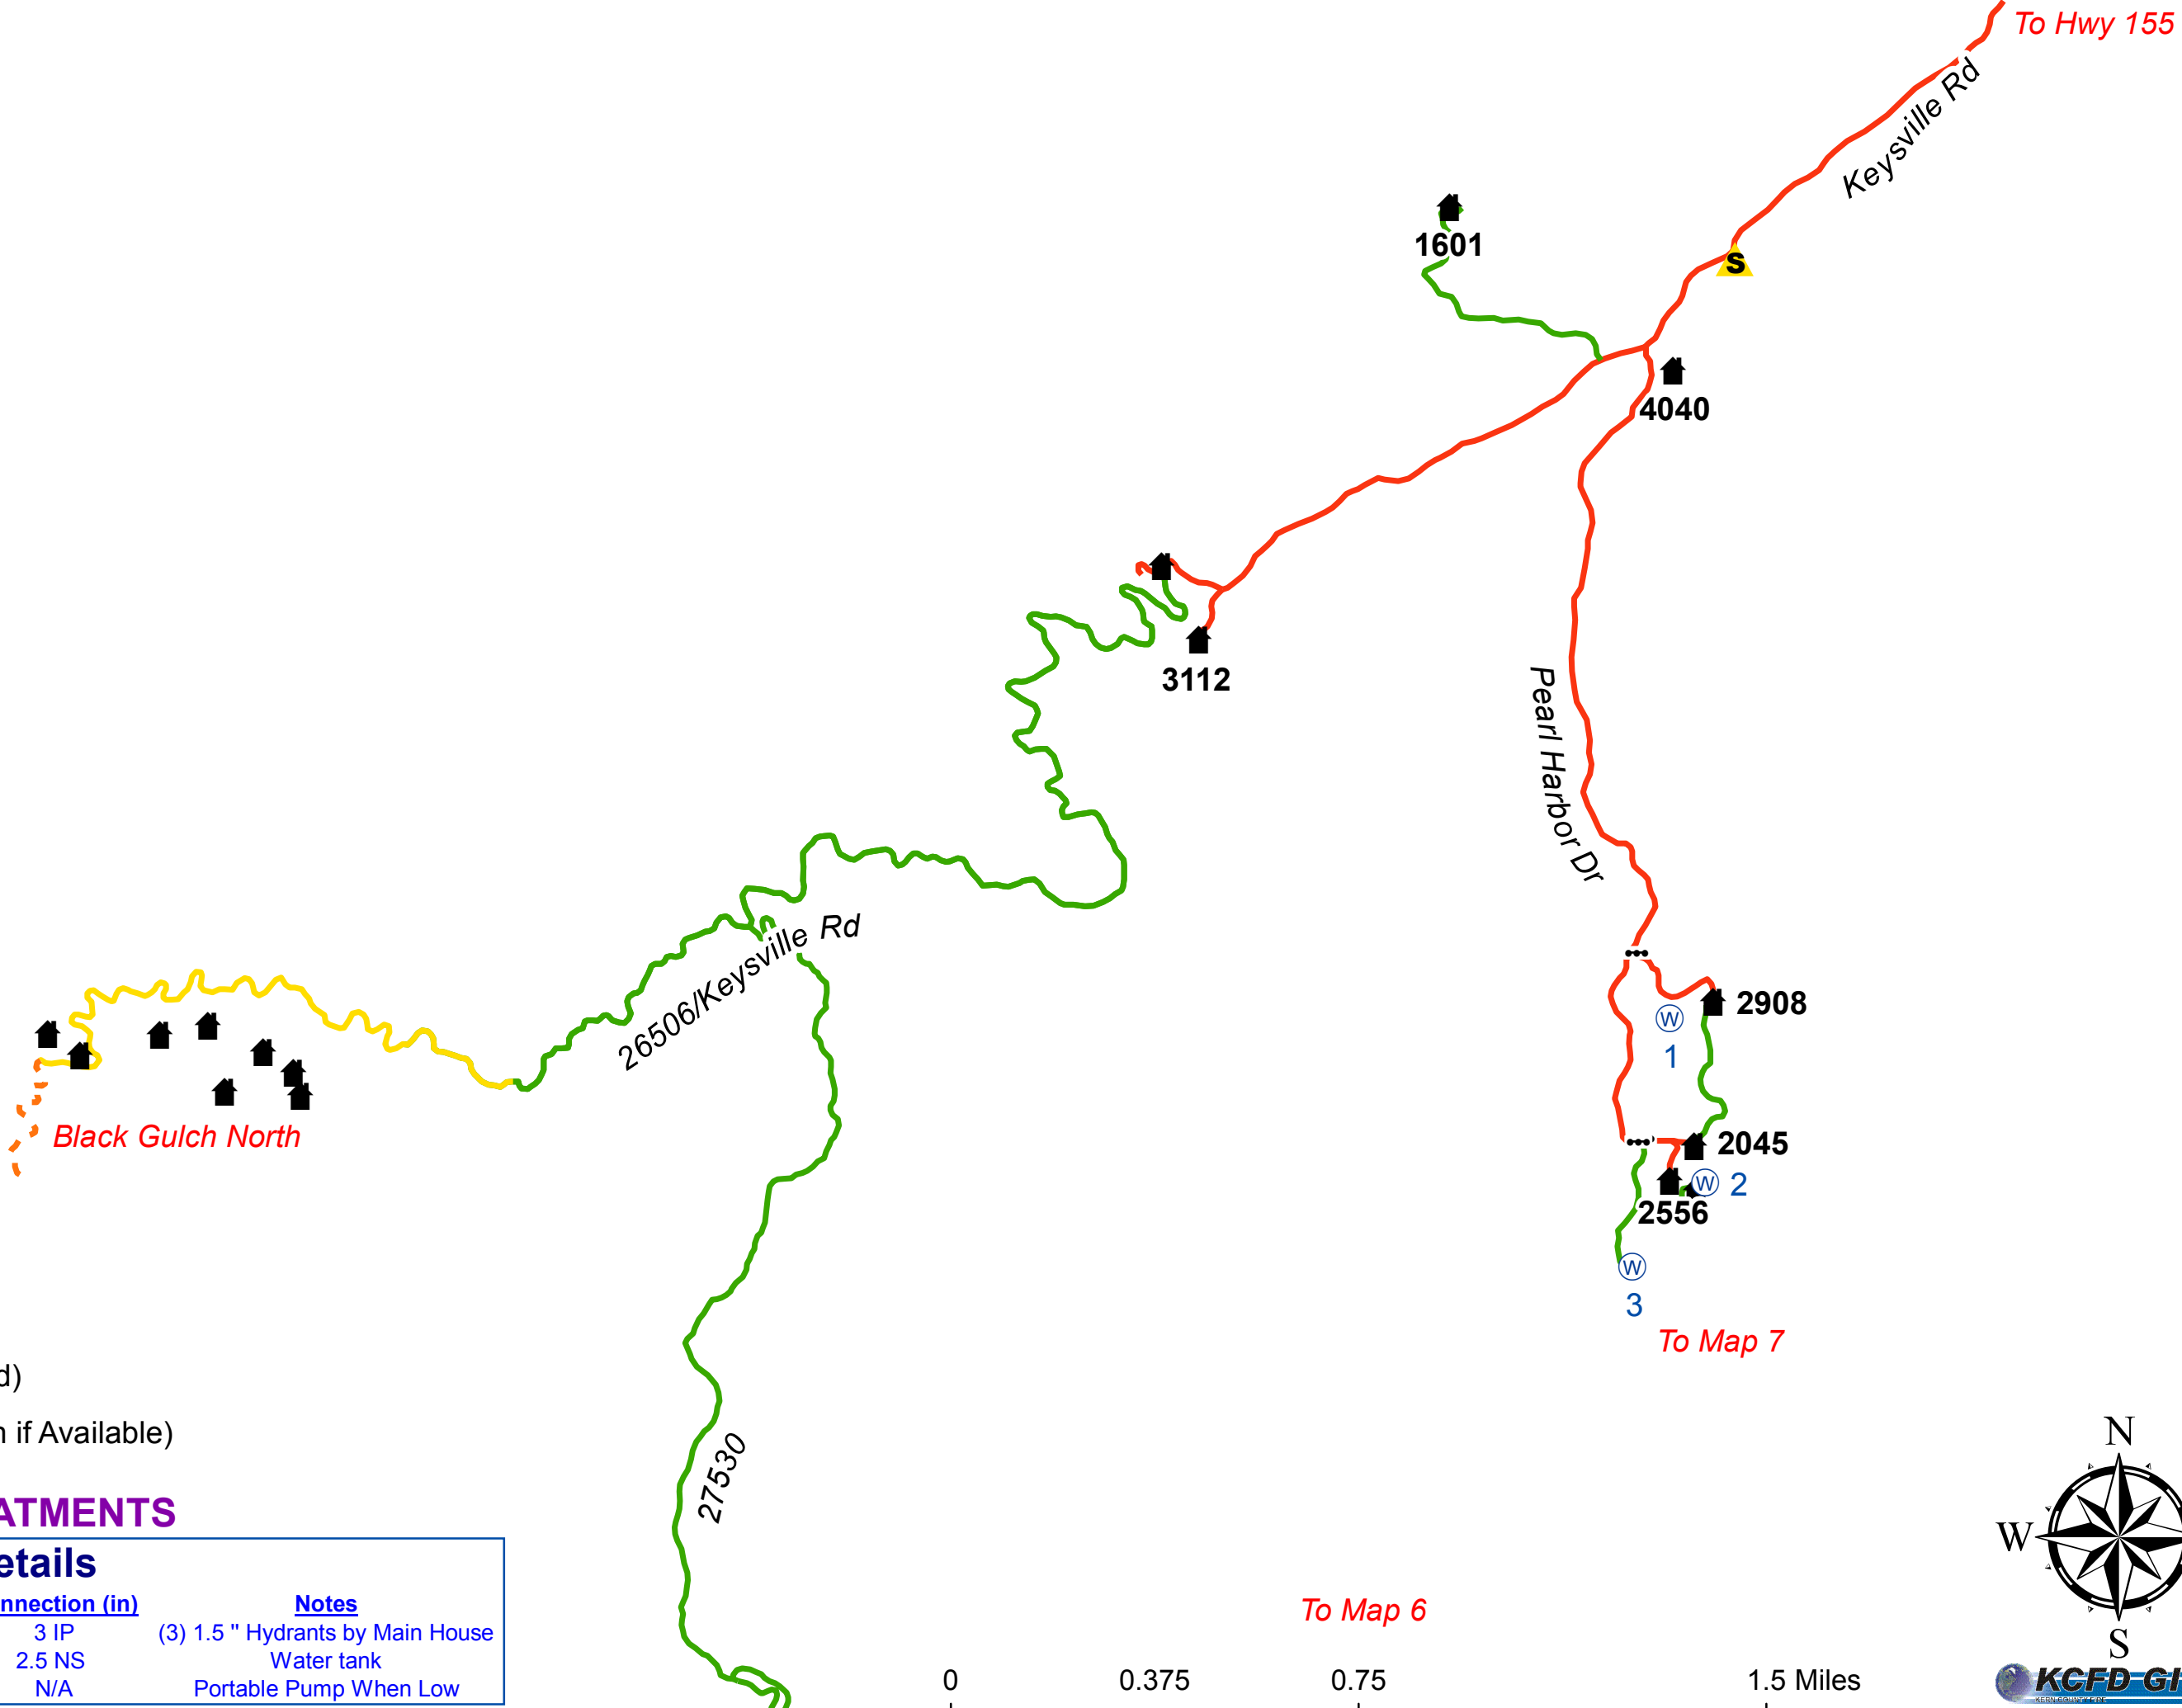 To Hwy 155
Keysville Rd
1601
S
4040
3112
Pearl Harbor Dr
26506/Keysville Rd
2908
W
1
Black Gulch North
2045
W 2
2556
W
3
To Map 7
d)
n if Available)
27530
N
W
S
ATMENTS
etails
nnection (in) Notes
3 IP (3) 1.5 " Hydrants by Main House
2.5 NS Water tank
N/A Portable Pump When Low
To Map 6
0 0.375 0.75 1.5 Miles
KCFD GI